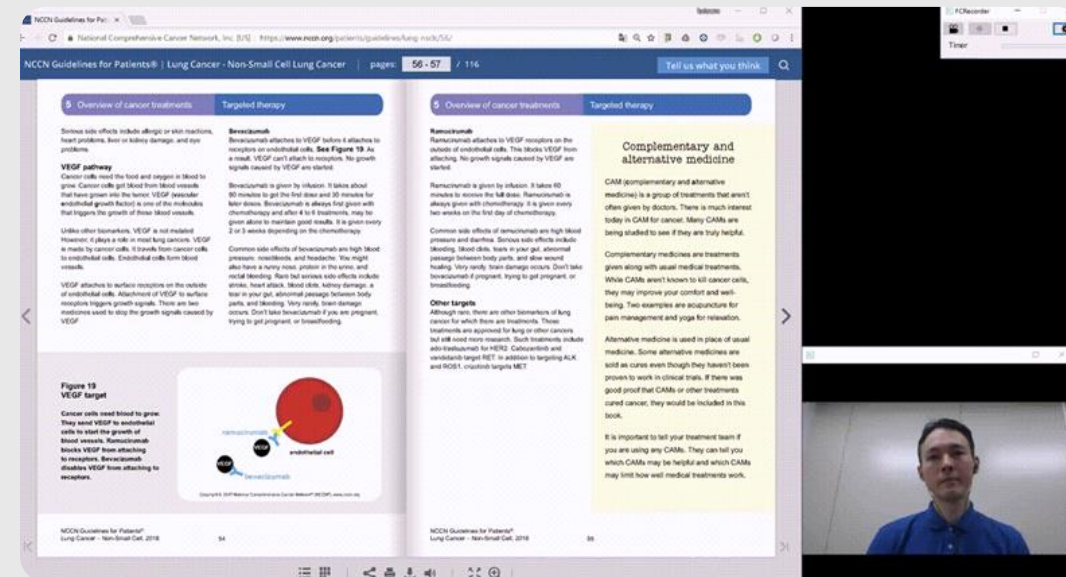 NCCN Guidelines for Pati
National Comprehensive Cancer Network, Inc. [US]
https://www.nccn.org/patients/guidelines/lung-nsclc/56/
NCCN Guidelines for Patients® | Lung Cancer - Non-Small Cell Lung Cancer
pages: 56 - 57 / 116
Tell us what you think
5 Overview of cancer treatments
Targeted therapy
Serious side effects include allergic or skin reactions,
heart problems, liver or kidney damage, and eye
problems.
VEGF pathway
Cancer cells need the food and oxygen in blood to
grow. Cancer cells get blood from blood vessels
that have grown into the tumor. VEGF (vascular
endothelial growth factor) is one of the molecules
that triggers the growth of these blood vessels.
Unlike other biomarkers, VEGF is not mutated.
However, it plays a role in most lung cancers. VEGF
is made by cancer cells. It travels from cancer cells
to endothelial cells. Endothelial cells form blood
vessels.
VEGF attaches to surface receptors on the outside
of endothelial cells. Attachment of VEGF to surface
receptors triggers growth signals. There are two
medicines used to stop the growth signals caused by
VEGF.
Bevacizumab
Bevacizumab attaches to VEGF before it attaches to
receptors on endothelial cells. See Figure 19. As
a result, VEGF can't attach to receptors. No growth
signals caused by VEGF are started.
Bevacizumab is given by infusion. It takes about
90 minutes to get the first dose and 30 minutes for
later doses. Bevacizumab is always first given with
chemotherapy and after 4 to 6 treatments, may be
given alone to maintain good results. It is given every
2 or 3 weeks depending on the chemotherapy.
Common side effects of bevacizumab are high blood
pressure, nosebleeds, and headache. You might
also have a runny nose, protein in the urine, and
rectal bleeding. Rare but serious side effects include
stroke, heart attack, blood clots, kidney damage, a
tear in your gut, abnormal passage between body
parts, and bleeding. Very rarely, brain damage
occurs. Don't take bevacizumab if you are pregnant,
trying to get pregnant, or breastfeeding.
Figure 19
VEGF target
Cancer cells need blood to grow.
They send VEGF to endothelial
cells to start the growth of
blood vessels. Ramucirumab
blocks VEGF from attaching
to receptors. Bevacizumab
disables VEGF from attaching to
receptors.
ramucirumab
VEGF
endothelial cell
VEGF
bevacizumab
Copyright © 2017 National Comprehensive Cancer Network® (NCCN®). www.nccn.org
NCCN Guidelines for Patients®
Lung Cancer – Non-Small Cell, 2018
54
5 Overview of cancer treatments
Targeted therapy
Ramucirumab
Ramucirumab attaches to VEGF receptors on the
outside of endothelial cells. This blocks VEGF from
attaching. No growth signals caused by VEGF are
started.
Ramucirumab is given by infusion. It takes 60
minutes to receive the full dose. Ramucirumab is
always given with chemotherapy. It is given every
two weeks on the first day of chemotherapy.
Common side effects of ramucirumab are high blood
pressure and diarrhea. Serious side effects include
bleeding, blood clots, tears in your gut, abnormal
passage between body parts, and slow wound
healing. Very rarely, brain damage occurs. Don't take
bevacizumab if pregnant, trying to get pregnant, or
breastfeeding.
Other targets
Although rare, there are other biomarkers of lung
cancer for which there are treatments. These
treatments are approved for lung or other cancers
but still need more research. Such treatments include
ado-trastuzumab for HER2. Cabozantinib and
vandetanib target RET. In addition to targeting ALK
and ROS1, crizotinib targets MET.
Complementary and
alternative medicine
CAM (complementary and alternative
medicine) is a group of treatments that aren't
often given by doctors. There is much interest
today in CAM for cancer. Many CAMs are
being studied to see if they are truly helpful.
Complementary medicines are treatments
given along with usual medical treatments.
While CAMs aren't known to kill cancer cells,
they may improve your comfort and well-
being. Two examples are acupuncture for
pain management and yoga for relaxation.
Alternative medicine is used in place of usual
medicine. Some alternative medicines are
sold as cures even though they haven't been
proven to work in clinical trials. If there was
good proof that CAMs or other treatments
cured cancer, they would be included in this
book.
It is important to tell your treatment team if
you are using any CAMs. They can tell you
which CAMs may be helpful and which CAMs
may limit how well medical treatments work.
NCCN Guidelines for Patients®
Lung Cancer – Non-Small Cell, 2018
55
FCRecorder
Timer